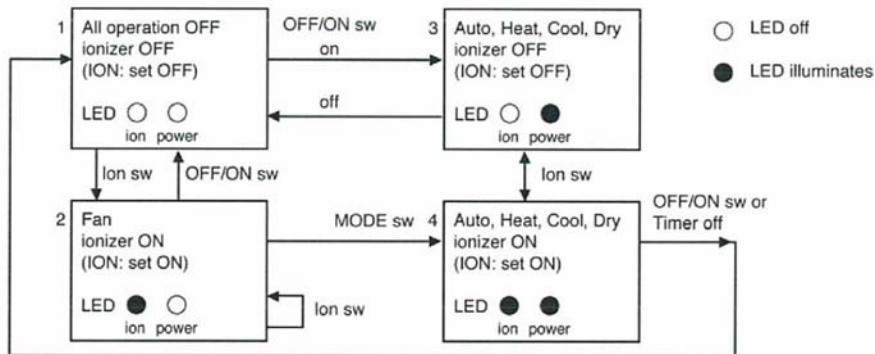 1 All operation OFF
ionizer OFF
(ION: set OFF)
LED
ion power
OFF/ON sw
on
off
3 Auto, Heat, Cool, Dry
ionizer OFF
(ION: set OFF)
LED
ion power
LED off
LED illuminates
Ion sw
OFF/ON sw
Ion sw
2 Fan
ionizer ON
(ION: set ON)
LED
ion power
MODE sw
Ion sw
4 Auto, Heat, Cool, Dry
ionizer ON
(ION: set ON)
LED
ion power
OFF/ON sw or
Timer off